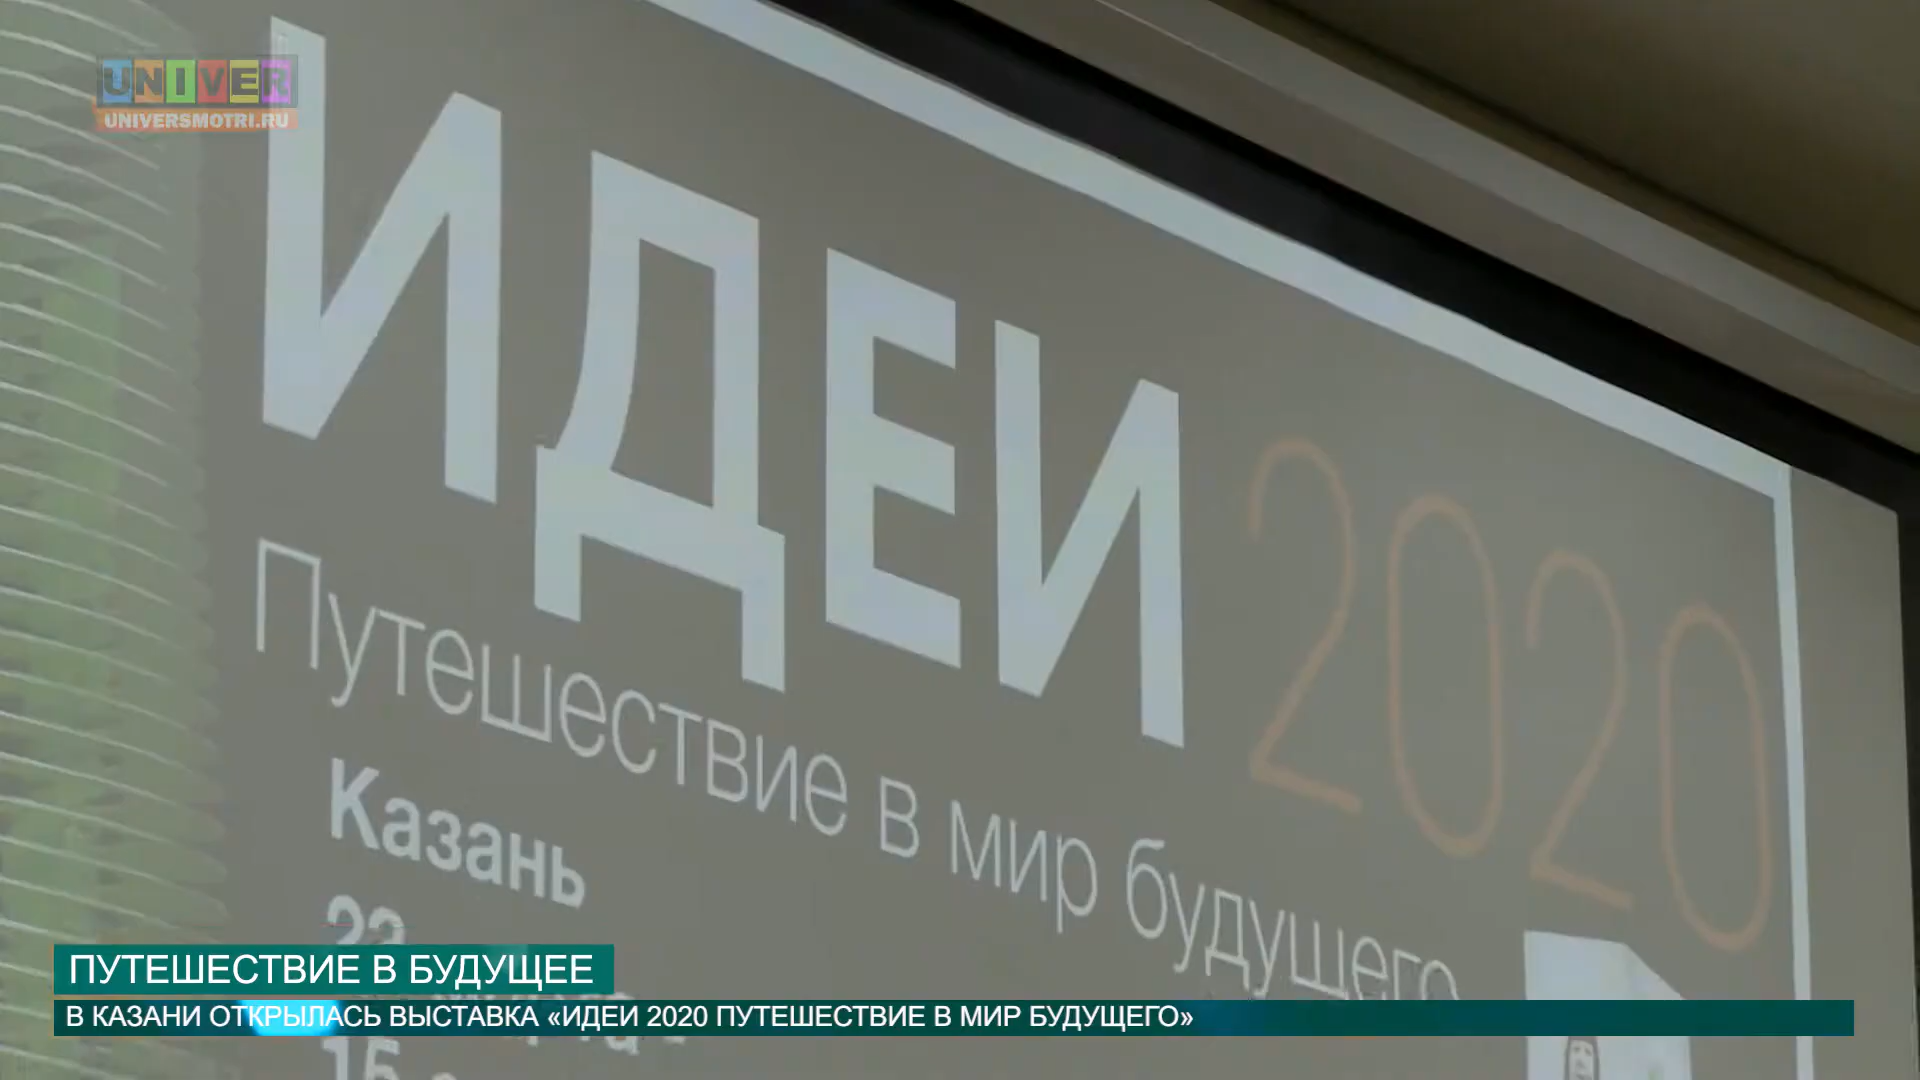 UNIVER
UNIVERSMOTRI.RU
ИДЕИ 2020
Путешествие в мир будущего
Казань
ПУТЕШЕСТВИЕ В БУДУЩЕЕ
В КАЗАНИ ОТКРЫЛАСЬ ВЫСТАВКА «ИДЕИ 2020 ПУТЕШЕСТВИЕ В МИР БУДУЩЕГО»